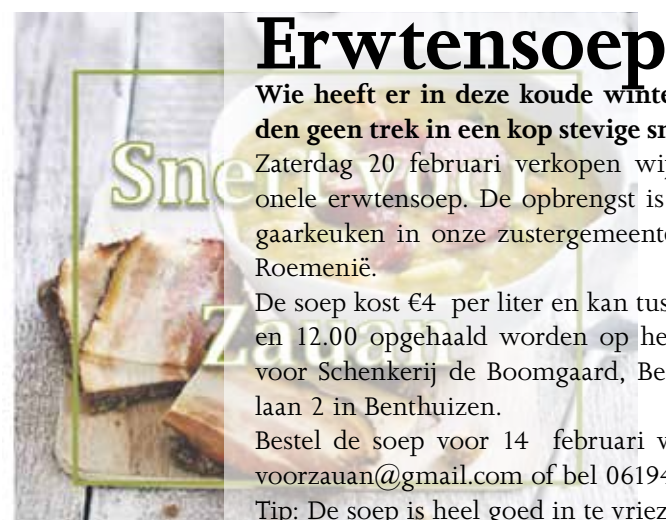 Erwtensoep
Wie heeft er in deze koude winte
den geen trek in een kop stevige sn
Zaterdag 20 februari verkopen wi
onele erwtensoep. De opbrengst is
gaarkeuken in onze zustergemeente
Roemenië.
De soep kost €4 per liter en kan tus
en 12.00 opgehaald worden op he
voor Schenkerij de Boomgaard, Be
laan 2 in Benthuizen.
Bestel de soep voor 14 februari v
voorzauan@gmail.com of bel 06194
Tip: De soep is heel goed in te vriez
Snert voor
Zauan